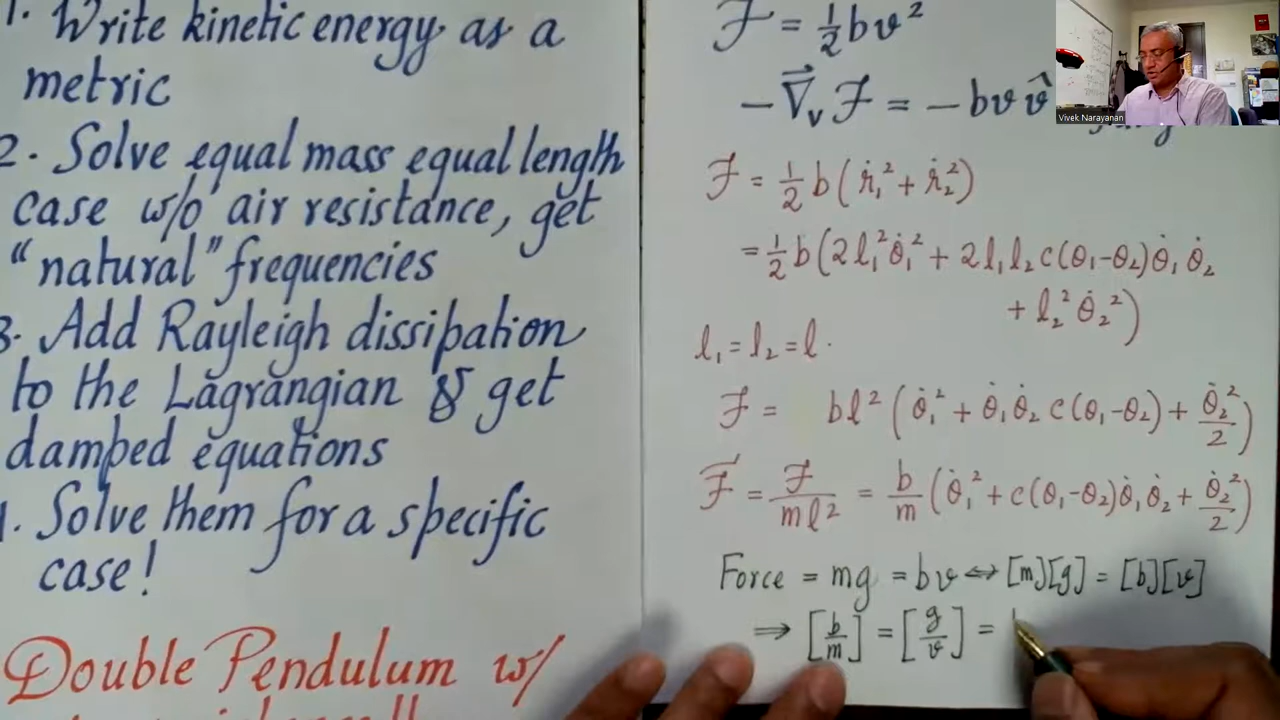 1. Write kinetic energy as a
metric
2. Solve equal mass equal length
case w/o air resistance, get
"natural" frequencies
3. Add Rayleigh dissipation
to the Lagrangian & get
damped equations
4. Solve them for a specific
case!
Double Pendulum w/
ℱ = ½bv²
−∇⃗ᵥℱ = −bv v̂
ℱ = ½ b(ṙ₁² + ṙ₂²)
= ½ b(2l₁²θ̇₁² + 2l₁l₂c(θ₁-θ₂)θ̇₁θ̇₂
+ l₂²θ̇₂²)
l₁ = l₂ = l.
ℱ = bl²(θ̇₁² + θ̇₁θ̇₂ c(θ₁-θ₂) + θ̇₂²/2)
ℱ̄ = ℱ/ml² = b/m (θ̇₁² + c(θ₁-θ₂)θ̇₁θ̇₂ + θ̇₂²/2)
Force = mg = bv ⇔ [m][g] = [b][v]
⇒ [b/m] = [g/v] =
Vivek Narayanan